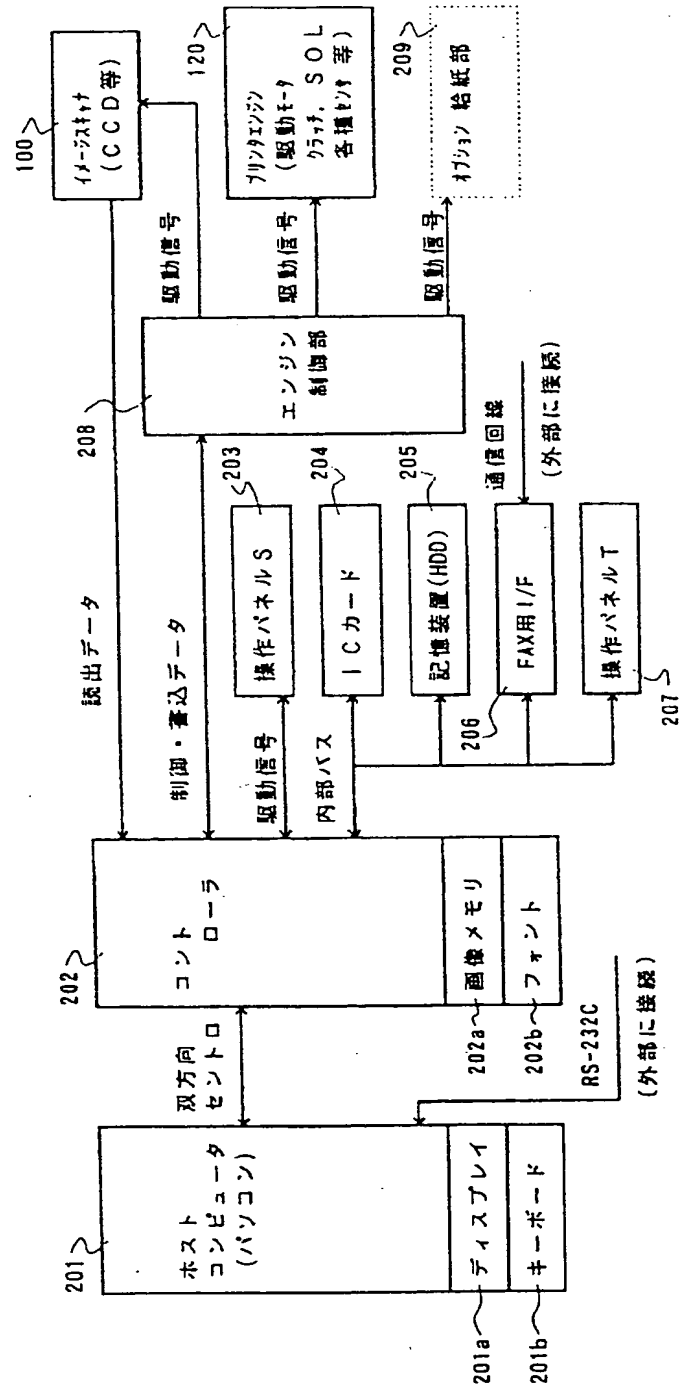 201
ホスト
コンピュータ
(パソコン)
201a
ディスプレイ
201b
キーボード
双方向
セントロ
RS-232C
(外部に接続)
202
コント
ローラ
202a
画像メモリ
202b
フォント
読出データ
制御・書込データ
駆動信号
内部バス
203
操作パネルS
204
ICカード
205
記憶装置(HDD)
206
FAX用I/F
207
操作パネルT
通信回線
(外部に接続)
208
エンジン
制御部
駆動信号
駆動信号
駆動信号
100
イメージスキャナ
(CCD等)
120
プリンタエンジン
(駆動モータ
クラッチ, SOL
各種センサ等)
209
オプション 給紙部